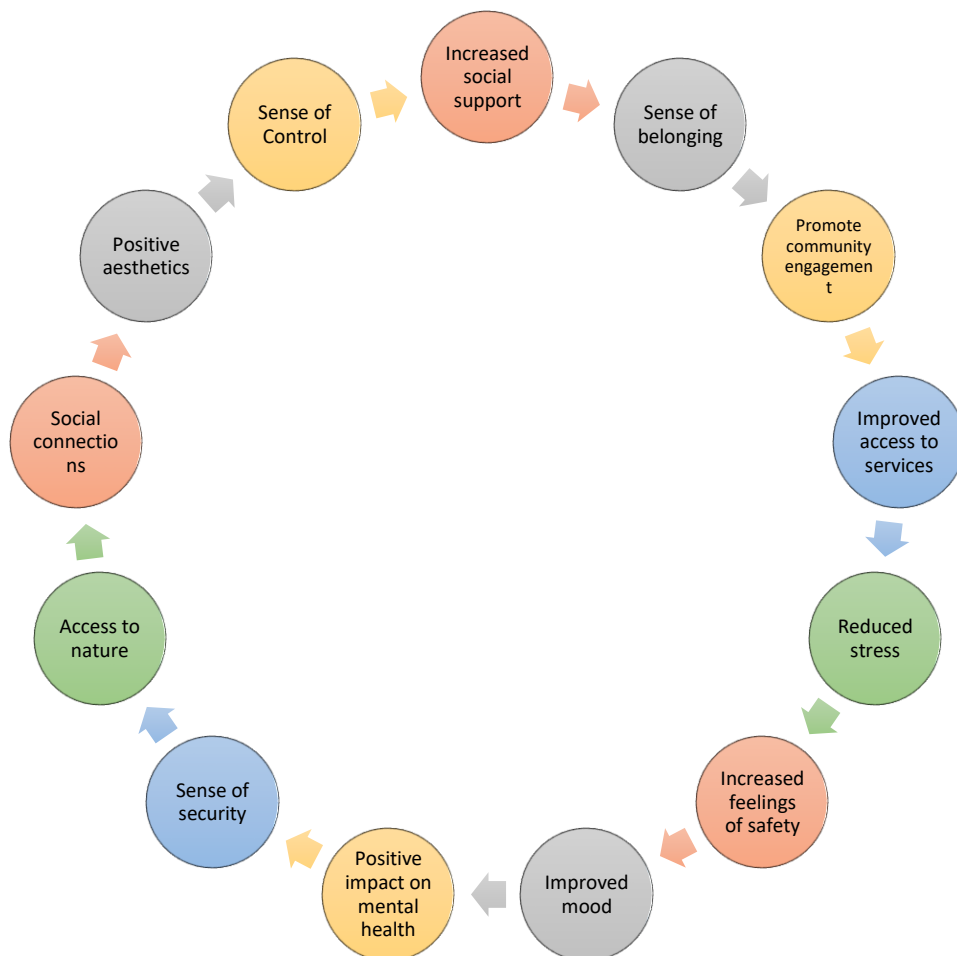 Increased
social
support
Sense of
belonging
Promote
community
engagemen
t
Improved
access to
services
Reduced
stress
Increased
feelings
of safety
Improved
mood
Positive
impact on
mental
health
Sense of
security
Access to
nature
Social
connectio
ns
Positive
aesthetics
Sense of
Control